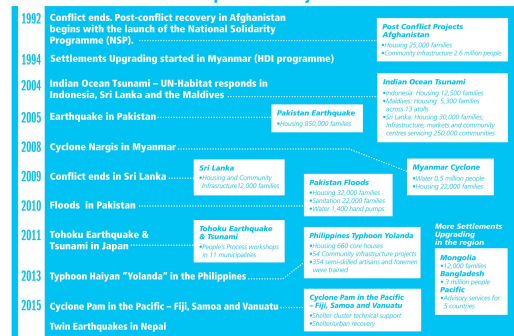 1992 Conflict ends. Post-conflict recovery in Afghanistan
begins with the launch of the National Solidarity
Programme (NSP).
Post Conflict Projects
Afghanistan
•Housing 25,000 families
•Community infrastructure 2.6 million people
1994 Settlements Upgrading started in Myanmar (HDI programme)
2004 Indian Ocean Tsunami – UN-Habitat responds in
Indonesia, Sri Lanka and the Maldives
Indian Ocean Tsunami
•Indonesia: Housing 12,500 families
•Maldives: Housing 5,300 families
across 13 atolls
•Sri Lanka: Housing 30,000 families;
Infrastructure, markets and community
centres servicing 250,000 communities
2005 Earthquake in Pakistan
Pakistan Earthquake
•Housing 850,000 families
2008 Cyclone Nargis in Myanmar
Myanmar Cyclone
•Water 0.5 million people
•Housing 22,000 families
2009 Conflict ends in Sri Lanka
Sri Lanka
•Housing and Community
Infrasructure12,000 families
2010 Floods in Pakistan
Pakistan Floods
•Housing 32,000 families
•Sanitation 22,000 families
•Water 1,400 hand pumps
2011 Tohoku Earthquake &
Tsunami in Japan
Tohoku Earthquake
& Tsunami
•People's Process workshops
in 11 municipalities
2013 Typhoon Haiyan "Yolanda" in the Philippines
Philippines Typhoon Yolanda
•Housing 660 core houses
•54 Community infrastructure projects
•354 semi-skilled artisans and foremen
were trained
More Settlements
Upgrading
in the region
Mongolia
•12,000 families
Bangladesh
•3 million people
Pacific
•Advisory services for
5 countries
2015 Cyclone Pam in the Pacific – Fiji, Samoa and Vanuatu
Cyclone Pam in the Pacific
– Fiji, Samoa and Vanuatu
•Shelter cluster technical support
•Shelterlurban recovery
Twin Earthquakes in Nepal